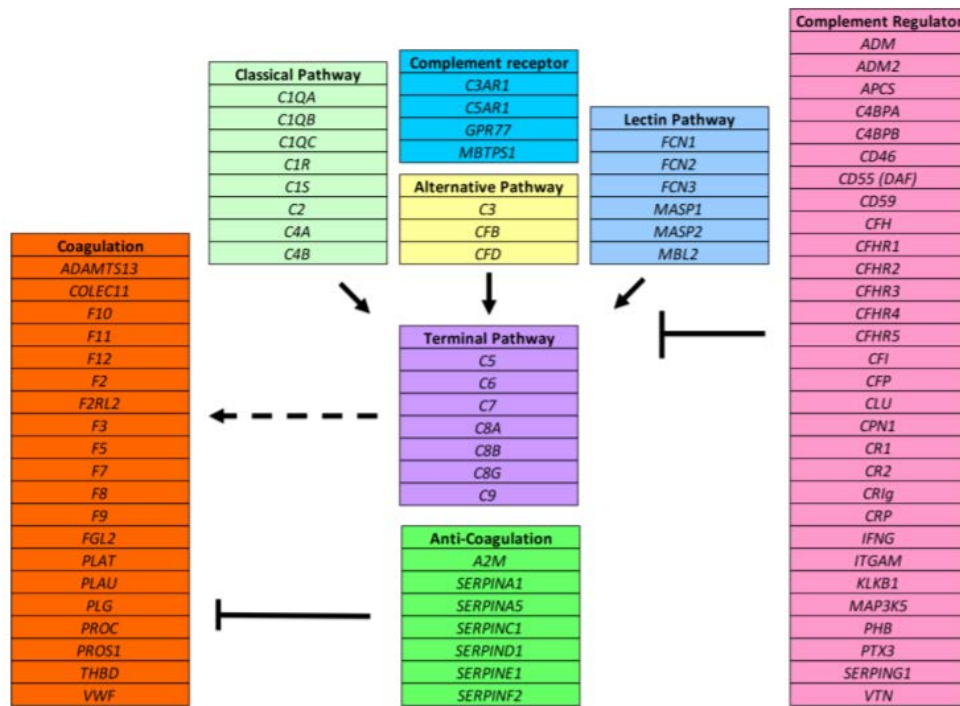 Classical Pathway
C1QA
C1QB
C1QC
C1R
C1S
C2
C4A
C4B
Complement receptor
C3AR1
C5AR1
GPR77
MBTPS1
Alternative Pathway
C3
CFB
CFD
Lectin Pathway
FCN1
FCN2
FCN3
MASP1
MASP2
MBL2
Complement Regulator
ADM
ADM2
APCS
C4BPA
C4BPB
CD46
CD55 (DAF)
CD59
CFH
CFHR1
CFHR2
CFHR3
CFHR4
CFHR5
CFI
CFP
CLU
CPN1
CR1
CR2
CRIg
CRP
IFNG
ITGAM
KLKB1
MAP3K5
PHB
PTX3
SERPING1
VTN
Coagulation
ADAMTS13
COLEC11
F10
F11
F12
F2
F2RL2
F3
F5
F7
F8
F9
FGL2
PLAT
PLAU
PLG
PROC
PROS1
THBD
VWF
Terminal Pathway
C5
C6
C7
C8A
C8B
C8G
C9
Anti-Coagulation
A2M
SERPINA1
SERPINA5
SERPINC1
SERPIND1
SERPINE1
SERPINF2